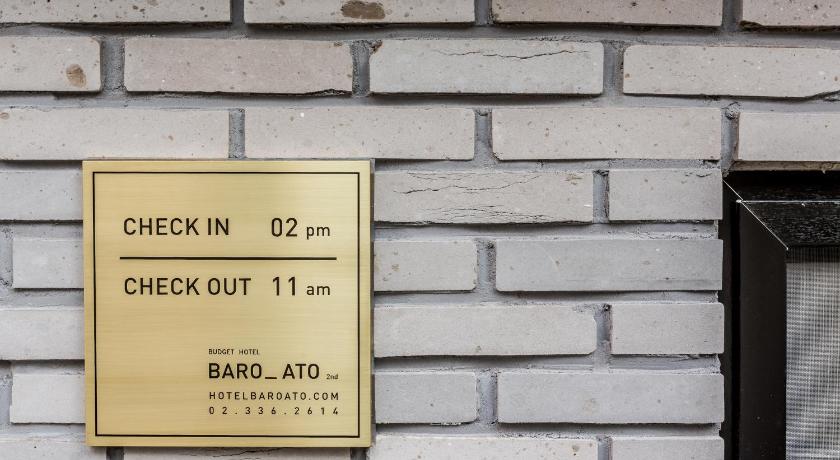 CHECK IN 02 pm
CHECK OUT 11 am
BUDGET HOTEL
BARO_ATO 2nd
HOTELBAROATO.COM
02.336.2614